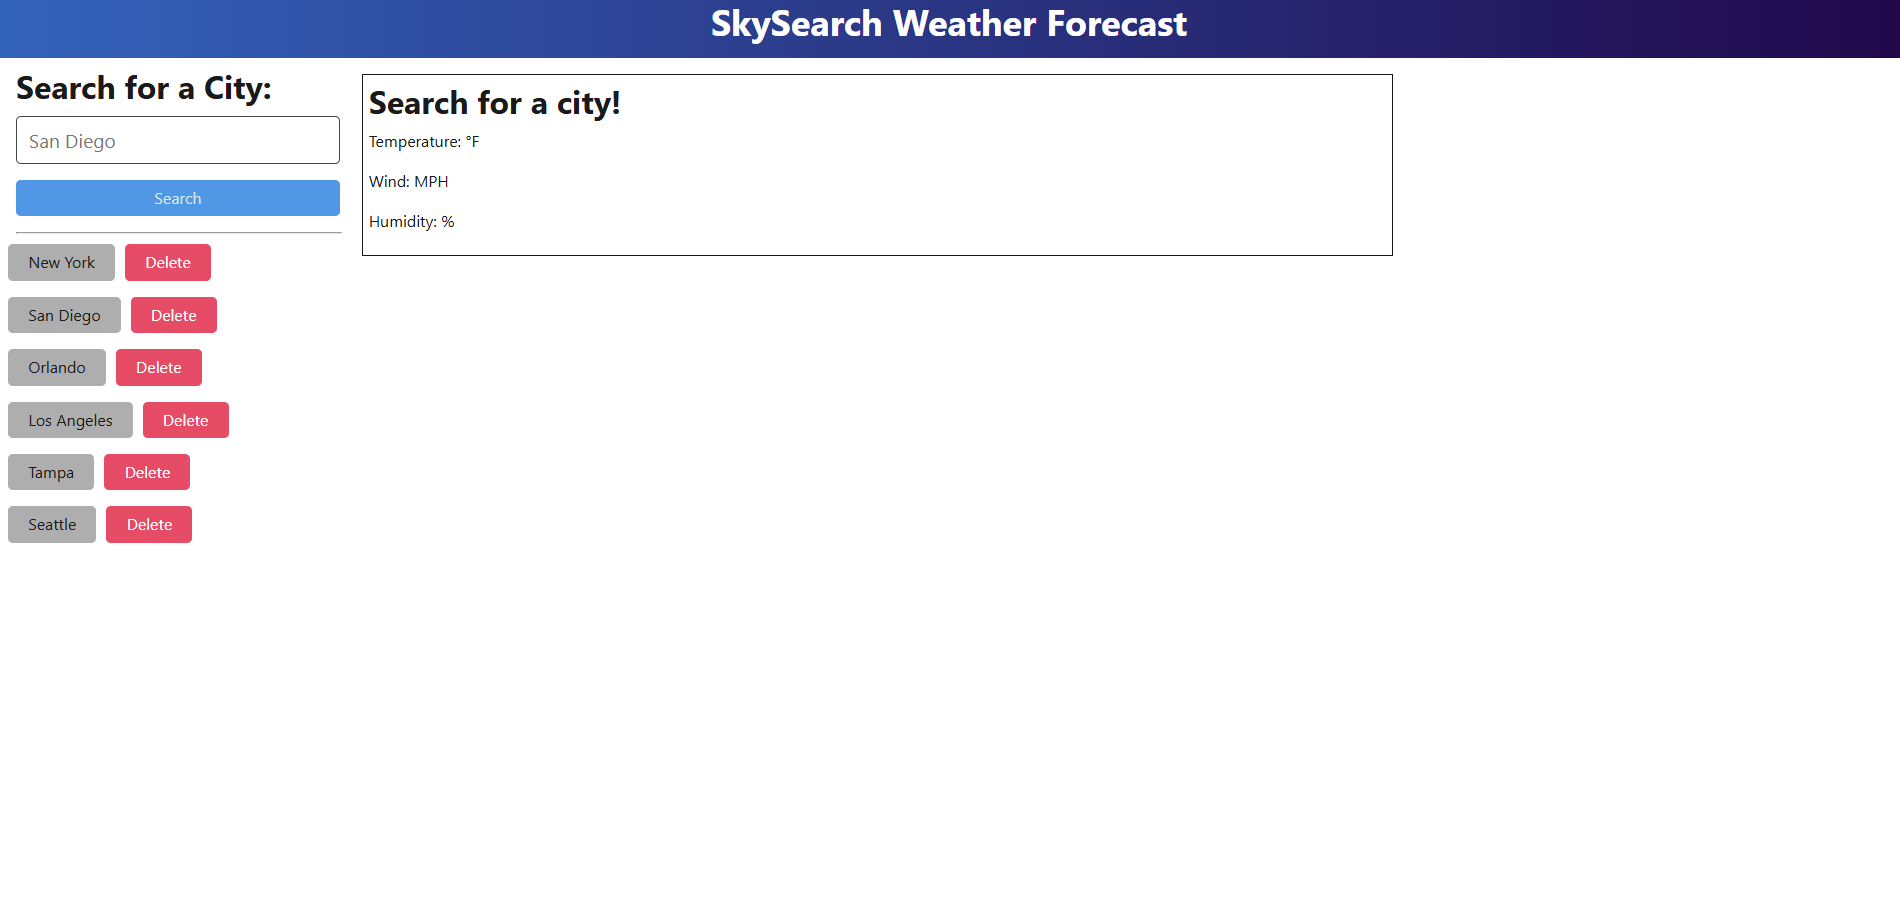 SkySearch Weather Forecast
Search for a City:
San Diego
Search
New York Delete
San Diego Delete
Orlando Delete
Los Angeles Delete
Tampa Delete
Seattle Delete
Search for a city!
Temperature: °F
Wind: MPH
Humidity: %